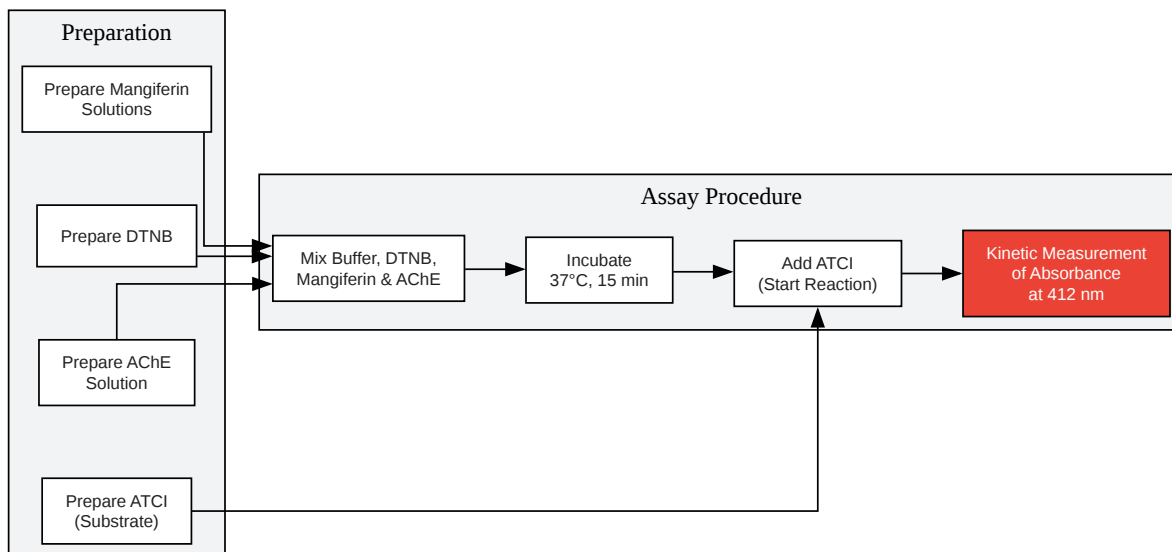 Preparation
Prepare Mangiferin
Solutions
Prepare DTNB
Prepare AChE
Solution
Prepare ATCI
(Substrate)
Assay Procedure
Mix Buffer, DTNB,
Mangiferin & AChE
Incubate
37°C, 15 min
Add ATCI
(Start Reaction)
Kinetic Measurement
of Absorbance
at 412 nm